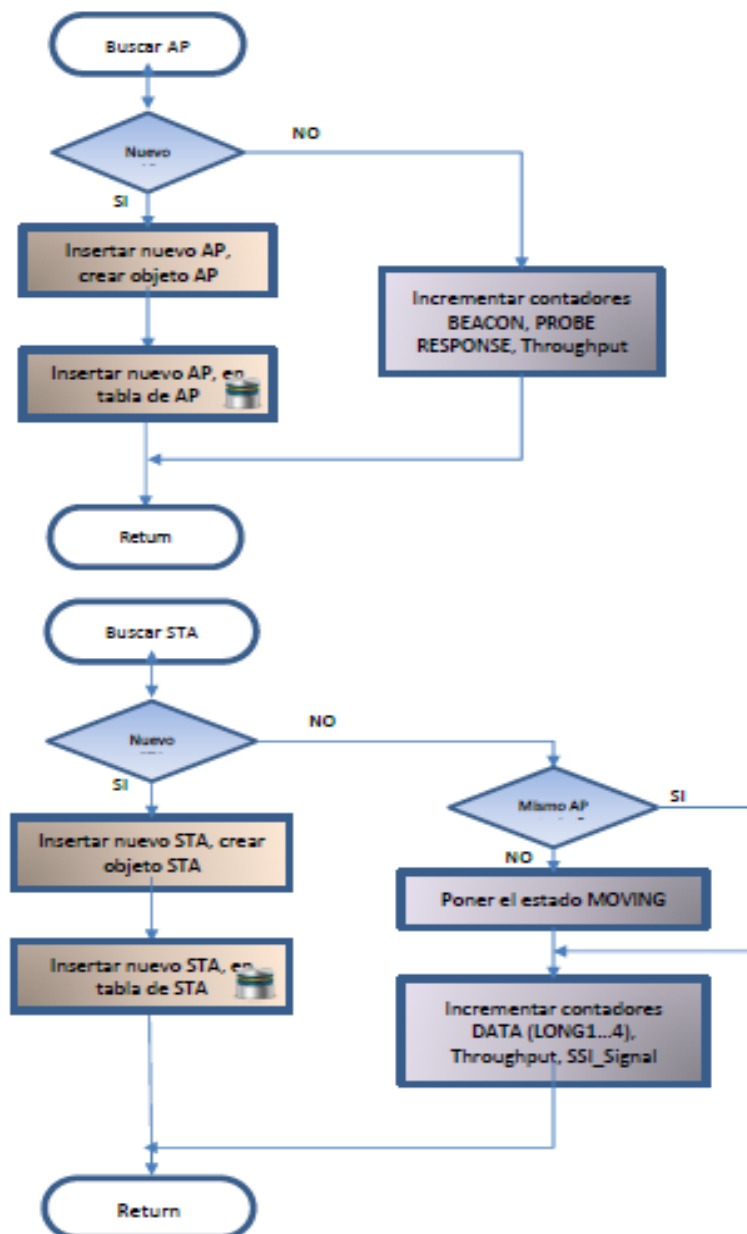 Buscar AP
Nuevo
NO
SI
Insertar nuevo AP,
crear objeto AP
Incrementar contadores
BEACON, PROBE
RESPONSE, Throughput
Insertar nuevo AP, en
tabla de AP
Return
Buscar STA
Nuevo
NO
SI
Mismo AP
SI
NO
Insertar nuevo STA, crear
objeto STA
Poner el estado MOVING
Insertar nuevo STA, en
tabla de STA
Incrementar contadores
DATA (LONG1...4),
Throughput, SSI_Signal
Return